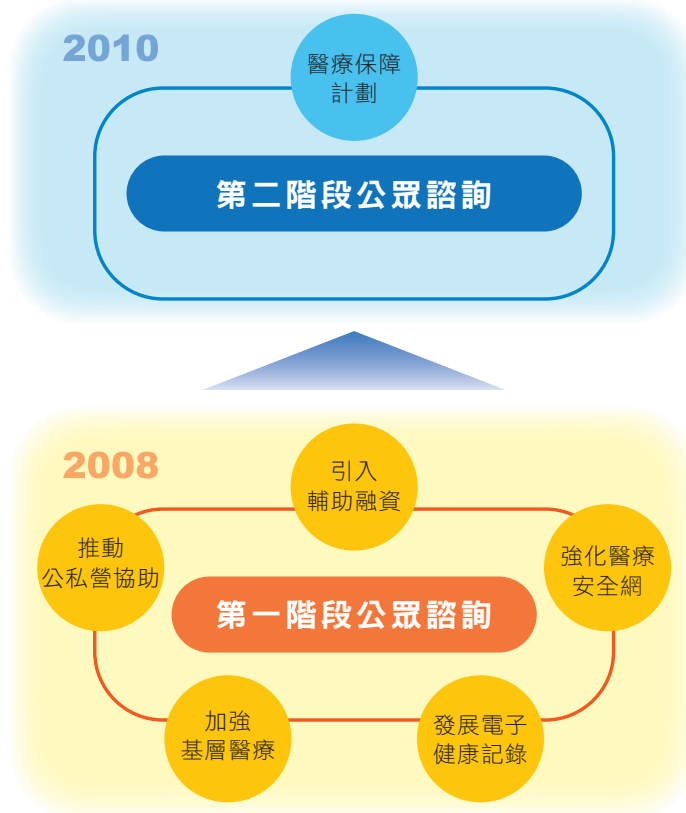 2010
醫療保障
計劃
第二階段公眾諮詢
2008
引入
輔助融資
推動
公私營協助
強化醫療
安全網
第一階段公眾諮詢
加強
基層醫療
發展電子
健康記錄